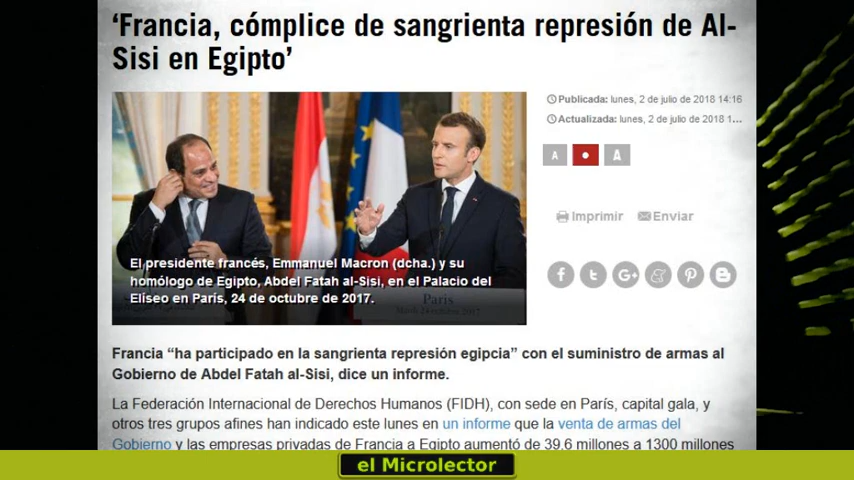 ‘Francia, cómplice de sangrienta represión de Al-
Sisi en Egipto’
Publicada: lunes, 2 de julio de 2018 14:16
Actualizada: lunes, 2 de julio de 2018 1...
A A
Imprimir Enviar
El presidente francés, Emmanuel Macron (dcha.) y su
homólogo de Egipto, Abdel Fatah al-Sisi, en el Palacio del
Elíseo en París, 24 de octubre de 2017.
Paris
Francia “ha participado en la sangrienta represión egipcia” con el suministro de armas al
Gobierno de Abdel Fatah al-Sisi, dice un informe.
La Federación Internacional de Derechos Humanos (FIDH), con sede en París, capital gala, y
otros tres grupos afines han indicado este lunes en un informe que la venta de armas del
Gobierno y las empresas privadas de Francia a Egipto aumentó de 39.6 millones a 1300 millones
el Microlector